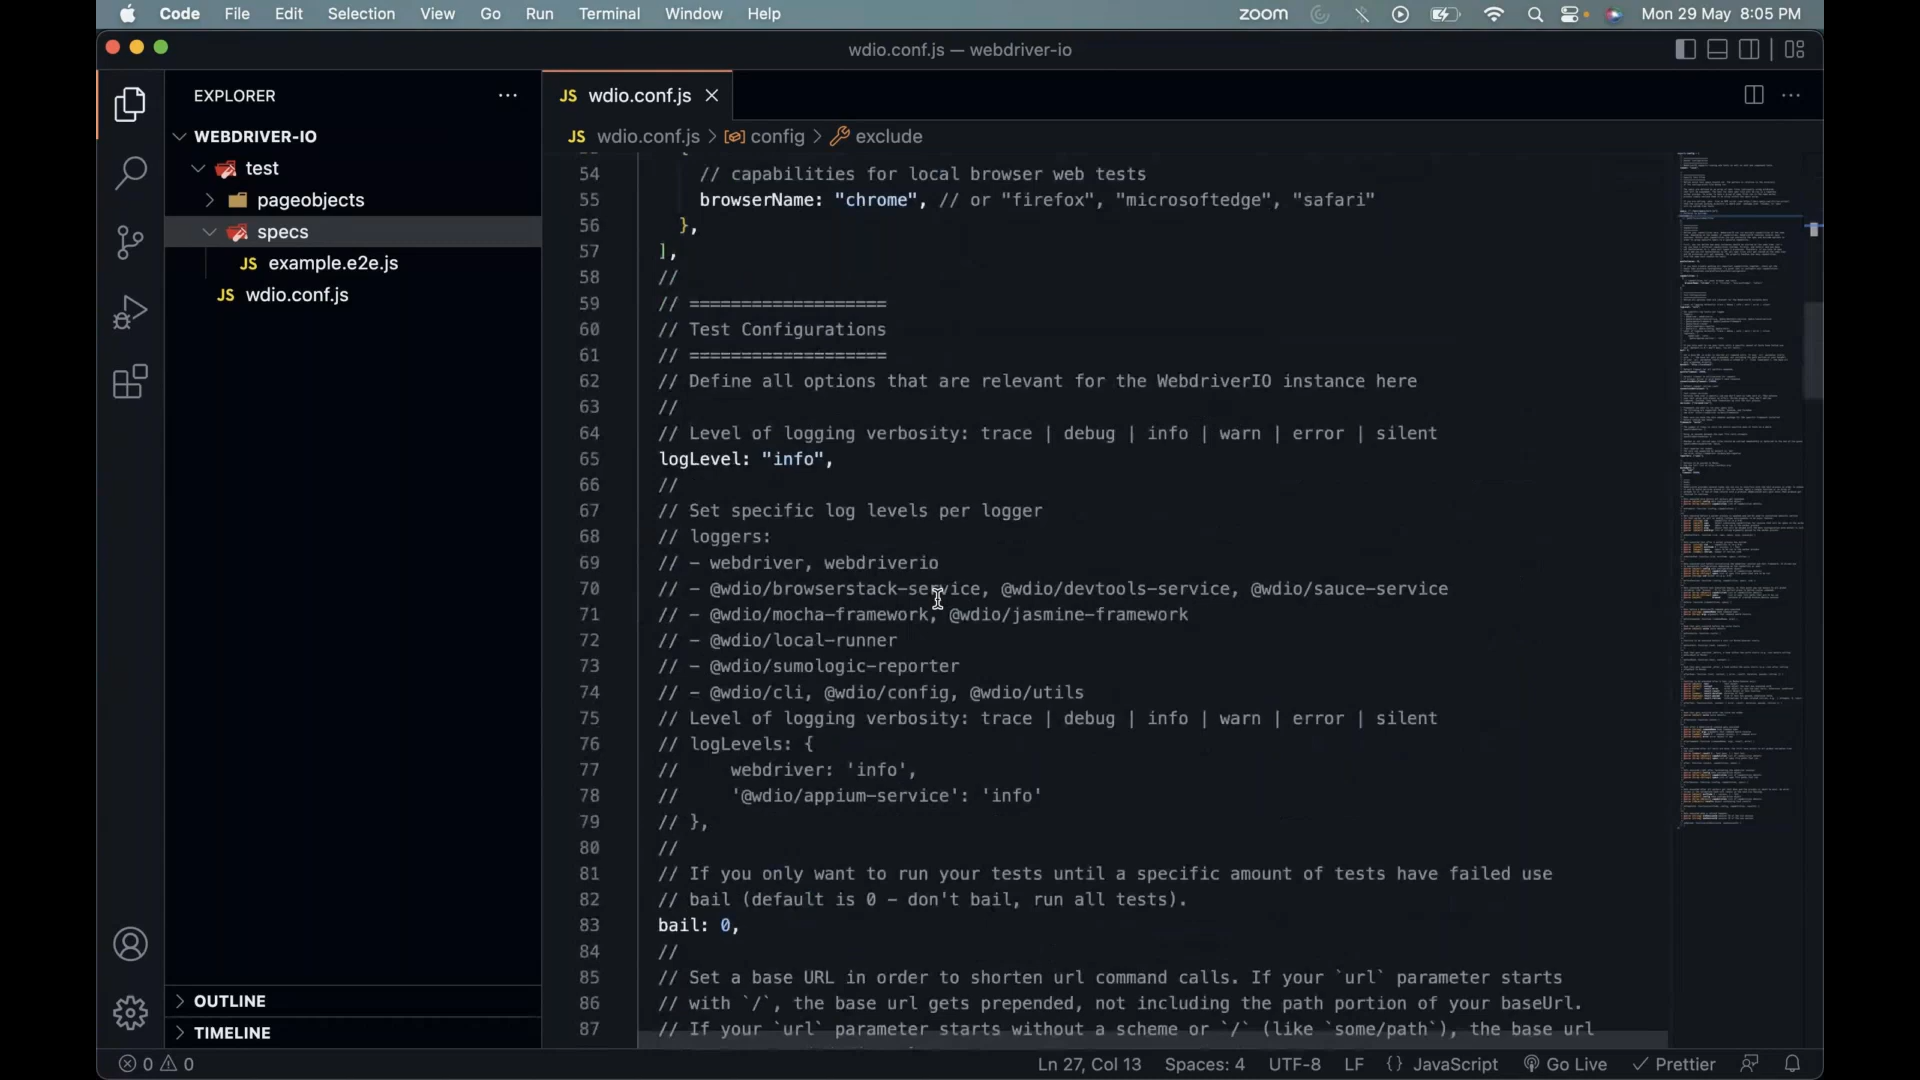 Code File Edit Selection View Go Run Terminal Window Help
zoom Mon 29 May 8:05 PM
wdio.conf.js — webdriver-io
EXPLORER
WEBDRIVER-IO
test
pageobjects
specs
JS example.e2e.js
JS wdio.conf.js
OUTLINE
TIMELINE
JS wdio.conf.js
JS wdio.conf.js > config > exclude
54 // capabilities for local browser web tests
55 browserName: "chrome", // or "firefox", "microsoftedge", "safari"
56 },
57 ],
58 //
59 // ===================
60 // Test Configurations
61 // ===================
62 // Define all options that are relevant for the WebdriverIO instance here
63 //
64 // Level of logging verbosity: trace | debug | info | warn | error | silent
65 logLevel: "info",
66 //
67 // Set specific log levels per logger
68 // loggers:
69 // - webdriver, webdriverio
70 // - @wdio/browserstack-service, @wdio/devtools-service, @wdio/sauce-service
71 // - @wdio/mocha-framework, @wdio/jasmine-framework
72 // - @wdio/local-runner
73 // - @wdio/sumologic-reporter
74 // - @wdio/cli, @wdio/config, @wdio/utils
75 // Level of logging verbosity: trace | debug | info | warn | error | silent
76 // logLevels: {
77 // webdriver: 'info',
78 // '@wdio/appium-service': 'info'
79 // },
80 //
81 // If you only want to run your tests until a specific amount of tests have failed use
82 // bail (default is 0 - don't bail, run all tests).
83 bail: 0,
84 //
85 // Set a base URL in order to shorten url command calls. If your `url` parameter starts
86 // with `/`, the base url gets prepended, not including the path portion of your baseUrl.
87 // If your `url` parameter starts without a scheme or `/` (like `some/path`), the base url
0 0 Ln 27, Col 13 Spaces: 4 UTF-8 LF {} JavaScript Go Live Prettier